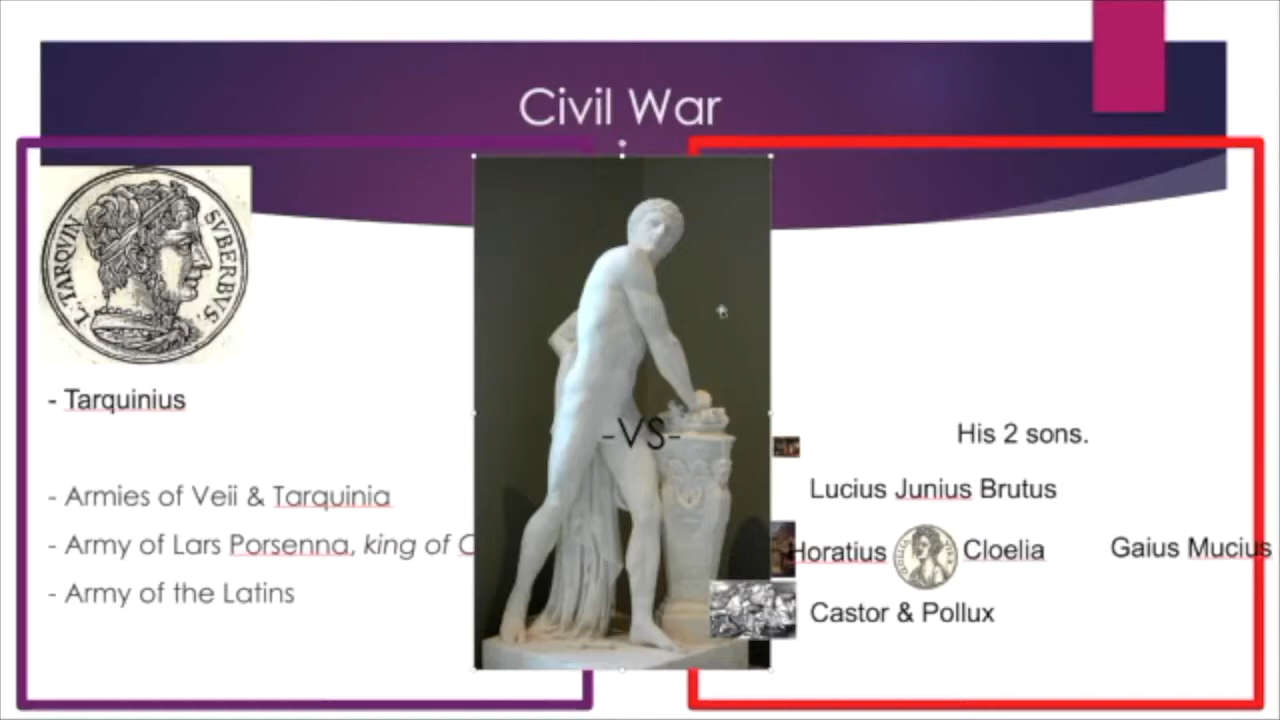 Civil War
L. TARQVIN SVBERBVS.
- Tarquinius
- Armies of Veii & Tarquinia
- Army of Lars Porsenna, king of C
- Army of the Latins
-VS-
His 2 sons.
Lucius Junius Brutus
Horatius
Cloelia
Gaius Mucius
Castor & Pollux